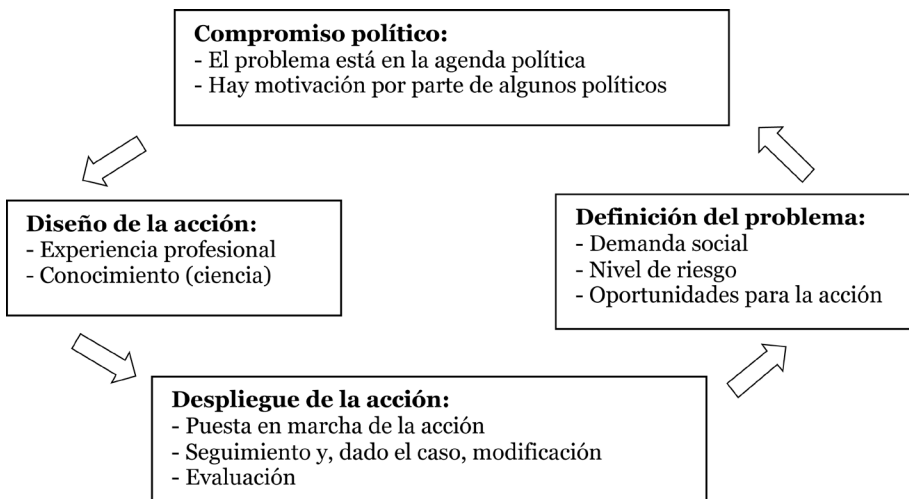 Compromiso político:
- El problema está en la agenda política
- Hay motivación por parte de algunos políticos
Diseño de la acción:
- Experiencia profesional
- Conocimiento (ciencia)
Definición del problema:
- Demanda social
- Nivel de riesgo
- Oportunidades para la acción
Despliegue de la acción:
- Puesta en marcha de la acción
- Seguimiento y, dado el caso, modificación
- Evaluación